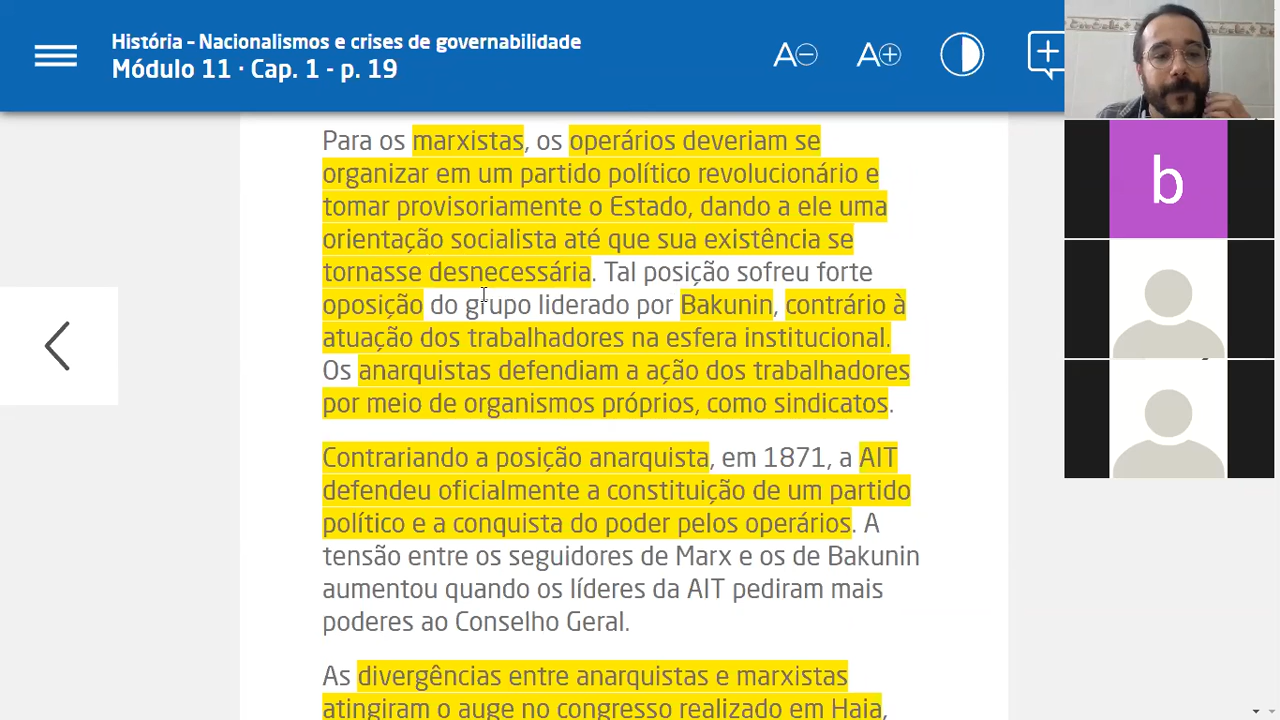 História – Nacionalismos e crises de governabilidade
Módulo 11 · Cap. 1 - p. 19
A− A+
Para os marxistas, os operários deveriam se
organizar em um partido político revolucionário e
tomar provisoriamente o Estado, dando a ele uma
orientação socialista até que sua existência se
tornasse desnecessária. Tal posição sofreu forte
oposição do grupo liderado por Bakunin, contrário à
atuação dos trabalhadores na esfera institucional.
Os anarquistas defendiam a ação dos trabalhadores
por meio de organismos próprios, como sindicatos.
Contrariando a posição anarquista, em 1871, a AIT
defendeu oficialmente a constituição de um partido
político e a conquista do poder pelos operários. A
tensão entre os seguidores de Marx e os de Bakunin
aumentou quando os líderes da AIT pediram mais
poderes ao Conselho Geral.
As divergências entre anarquistas e marxistas
atingiram o auge no congresso realizado em Haia,
b